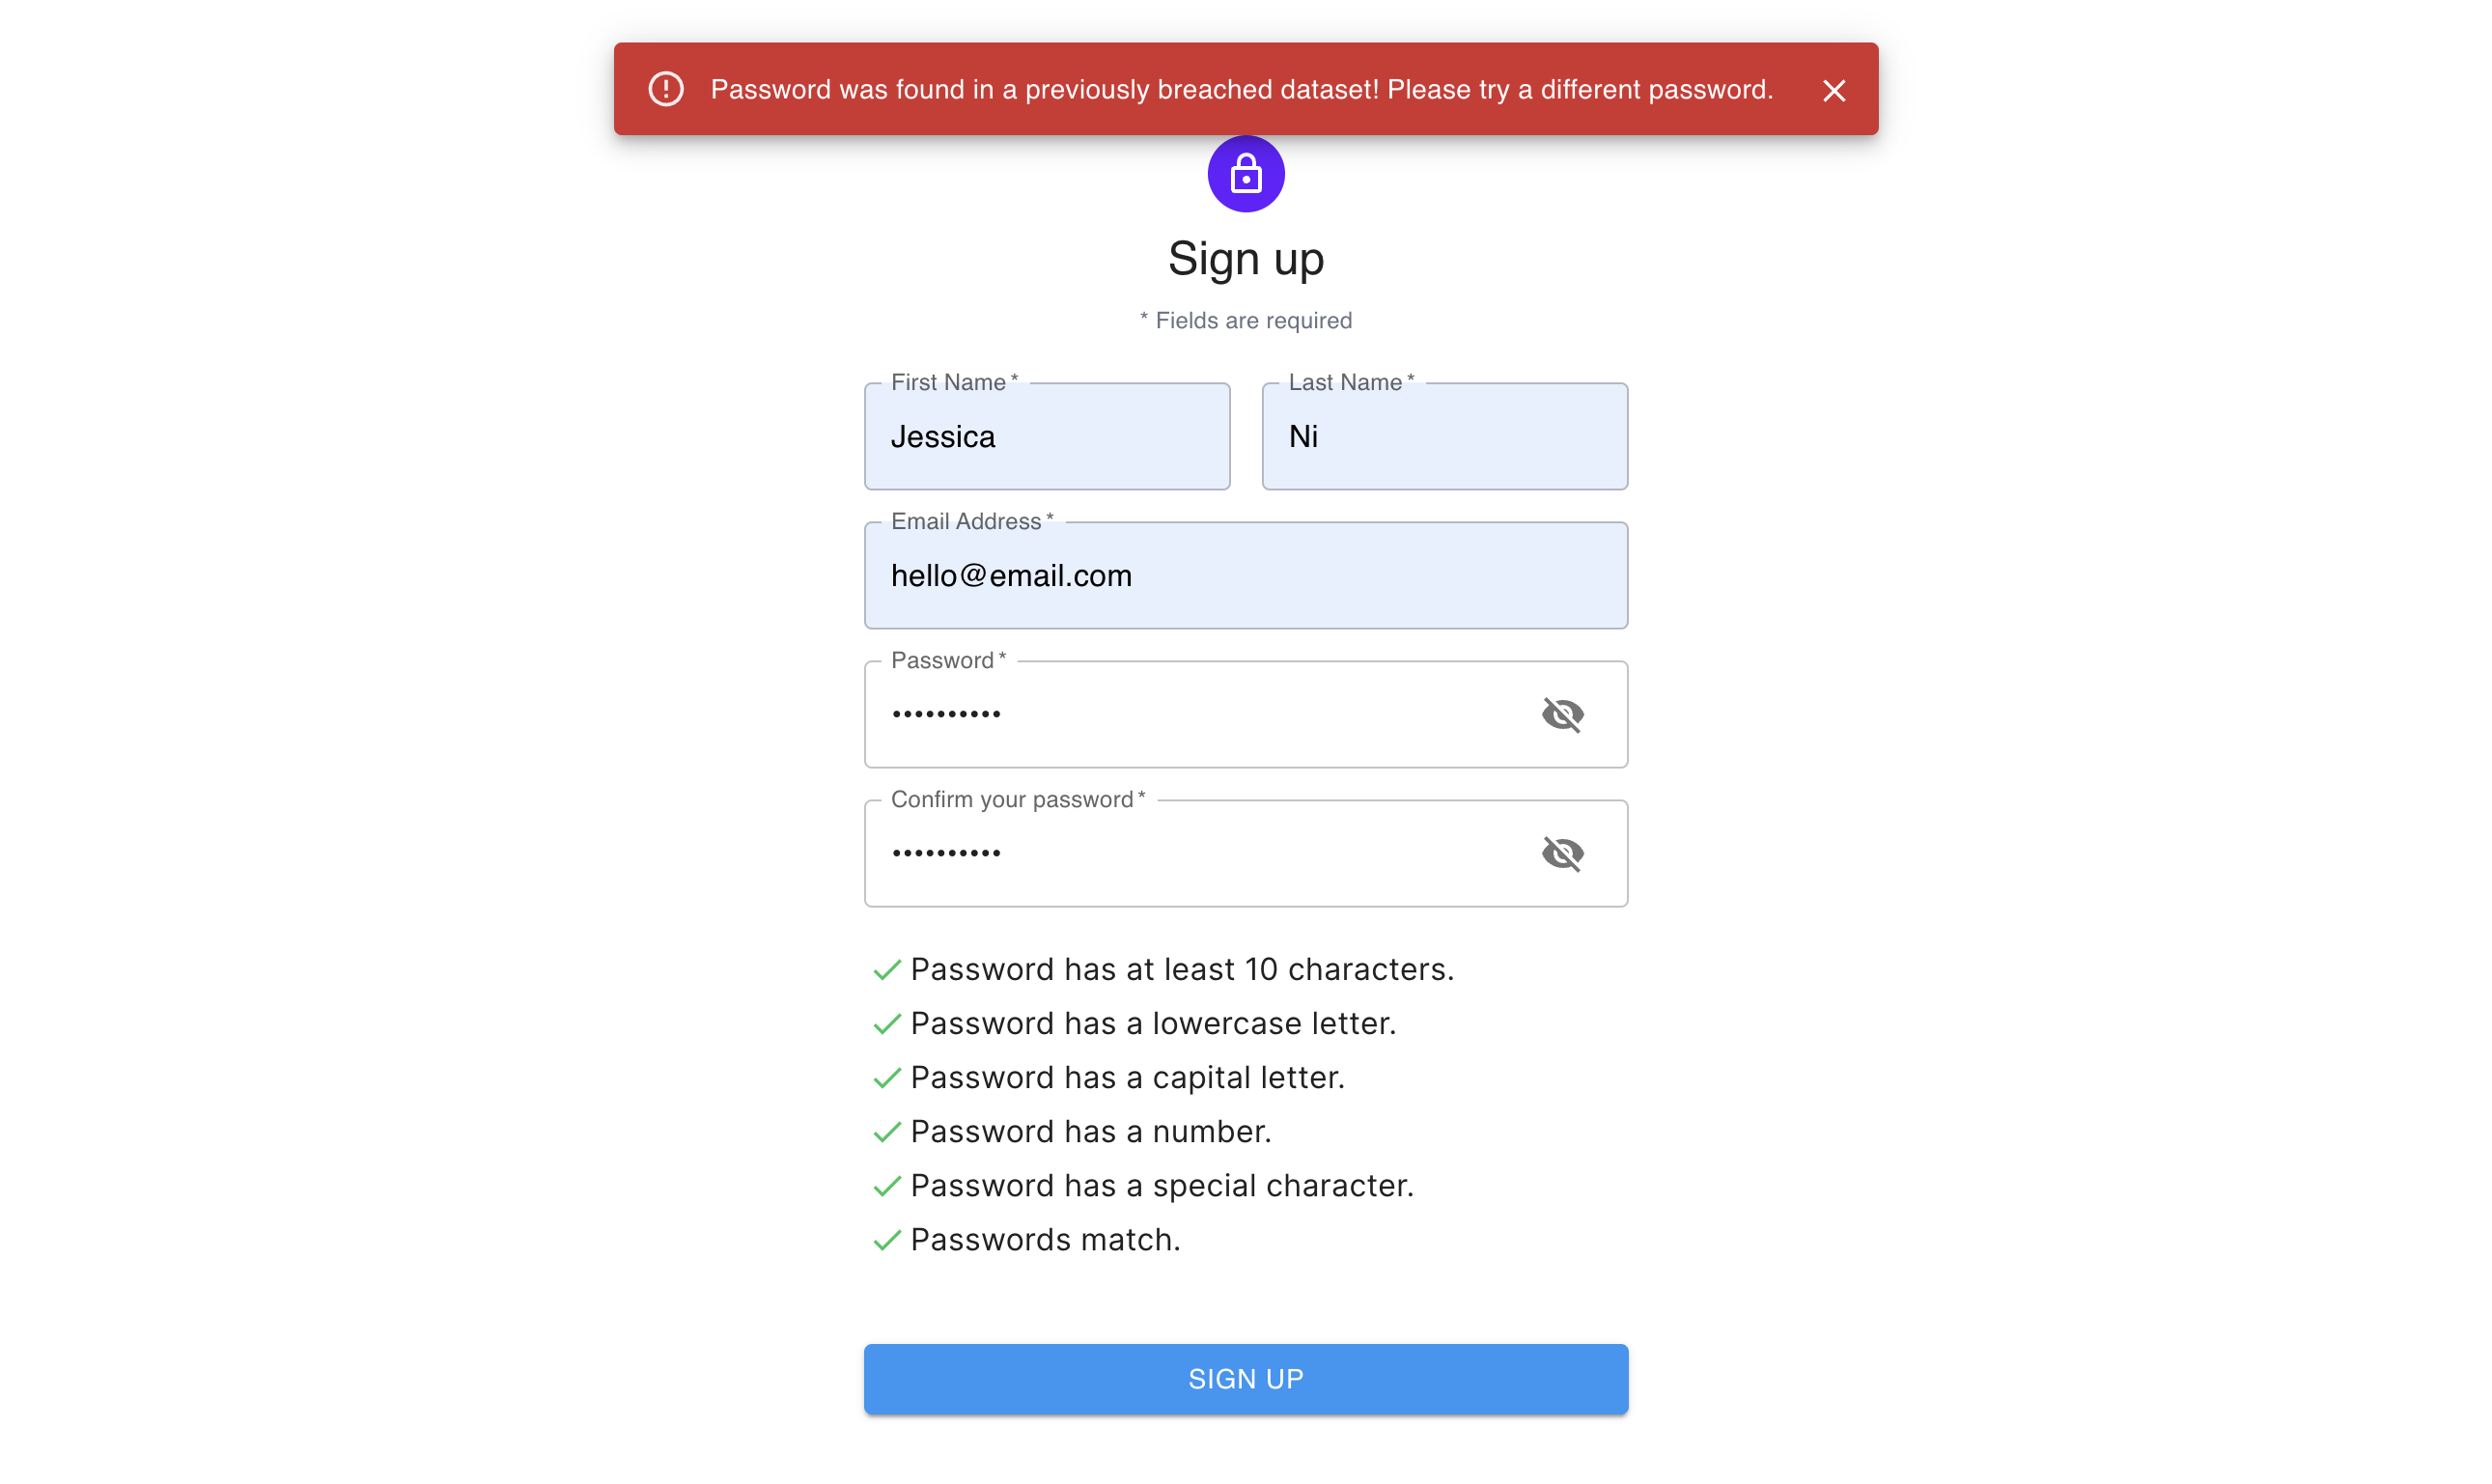 Password was found in a previously breached dataset! Please try a different password.
Sign up
* Fields are required
First Name *
Last Name *
Jessica
Ni
Email Address *
hello@email.com
Password *
••••••••••
Confirm your password *
••••••••••
Password has at least 10 characters.
Password has a lowercase letter.
Password has a capital letter.
Password has a number.
Password has a special character.
Passwords match.
SIGN UP